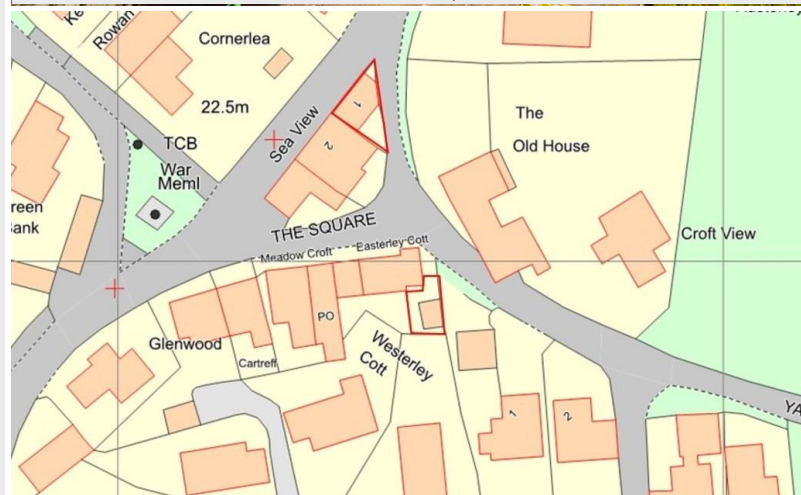 Rowan
Cornerlea
22.5m
Sea View
1
2
The
Old House
TCB
War
Meml
THE SQUARE
Meadow Croft
Easterley Cott
Croft View
PO
Glenwood
Cartreff
Westerley
Cott
1
2